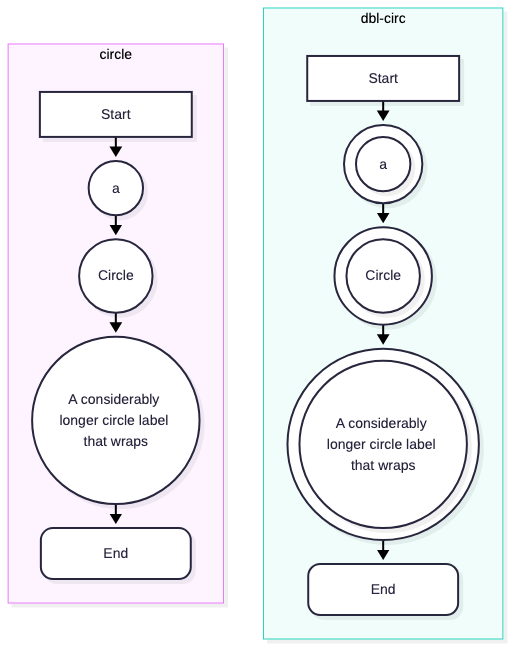 circle
Start
a
Circle
A considerably
longer circle label
that wraps
End
dbl-circ
Start
a
Circle
A considerably
longer circle label
that wraps
End